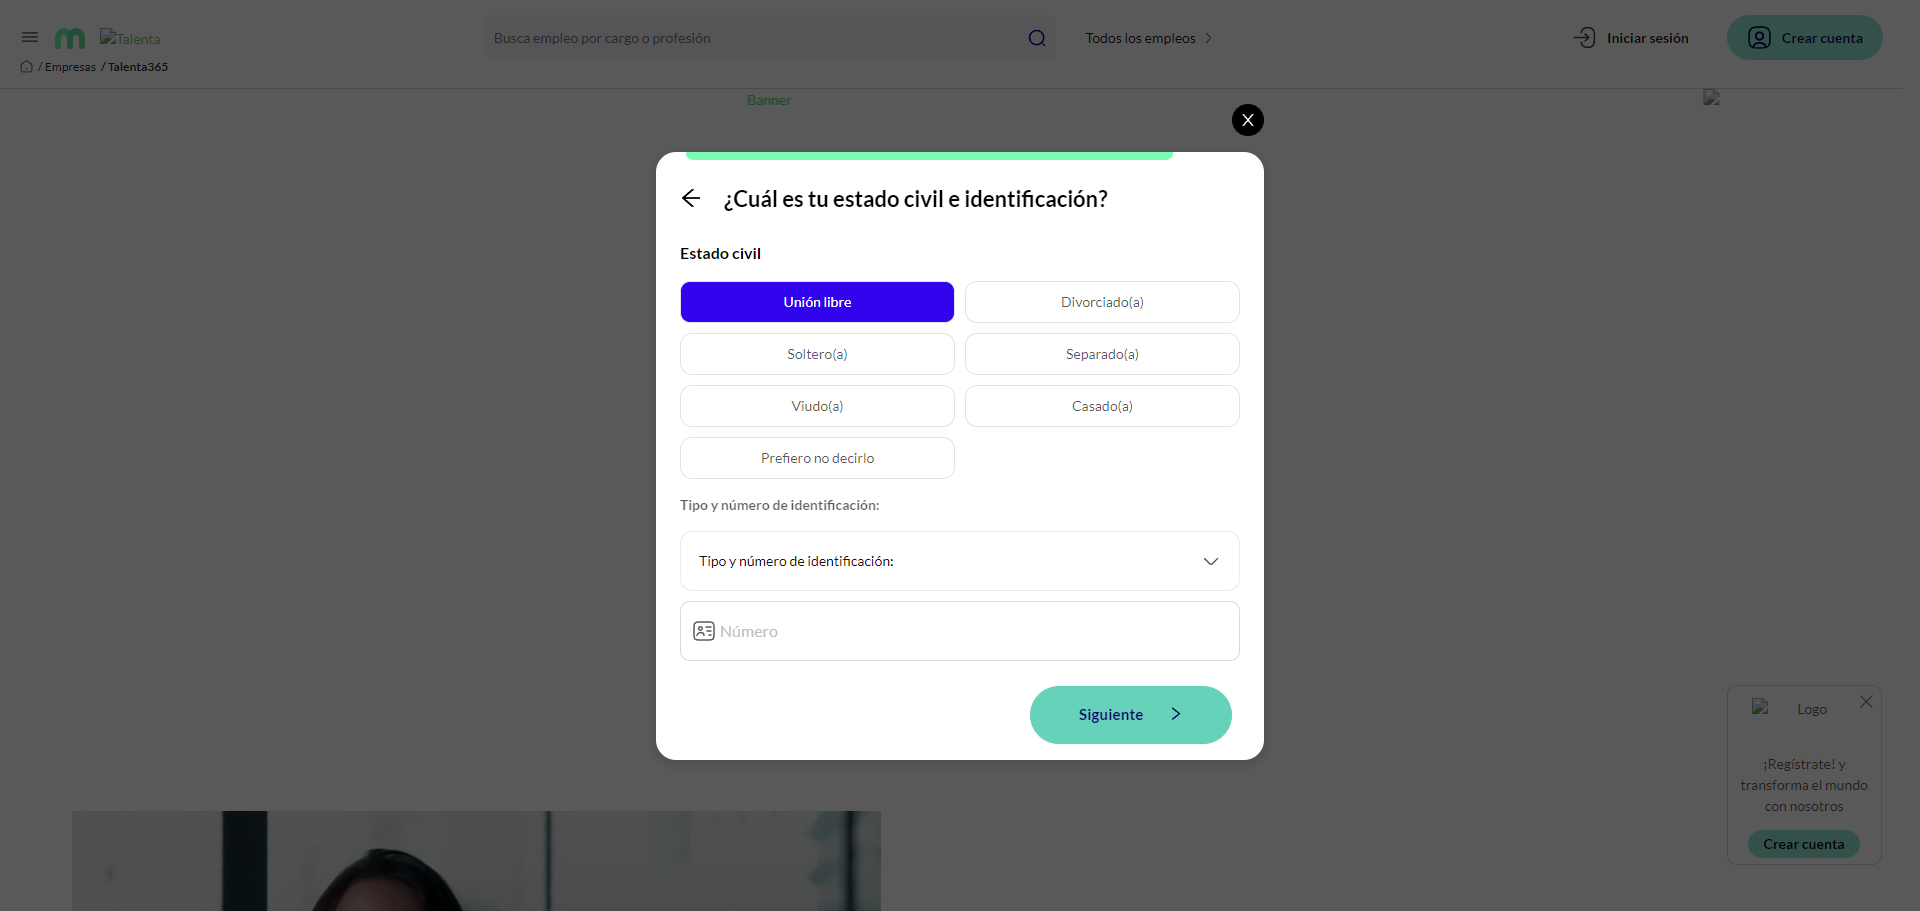 m Talenta
Busca empleo por cargo o profesión
Todos los empleos
Iniciar sesión
Crear cuenta
/ Empresas / Talenta365
Banner
X
¿Cuál es tu estado civil e identificación?
Estado civil
Unión libre
Divorciado(a)
Soltero(a)
Separado(a)
Viudo(a)
Casado(a)
Prefiero no decirlo
Tipo y número de identificación:
Tipo y número de identificación:
Número
Siguiente
Logo
¡Regístrate! y
transforma el mundo
con nosotros
Crear cuenta